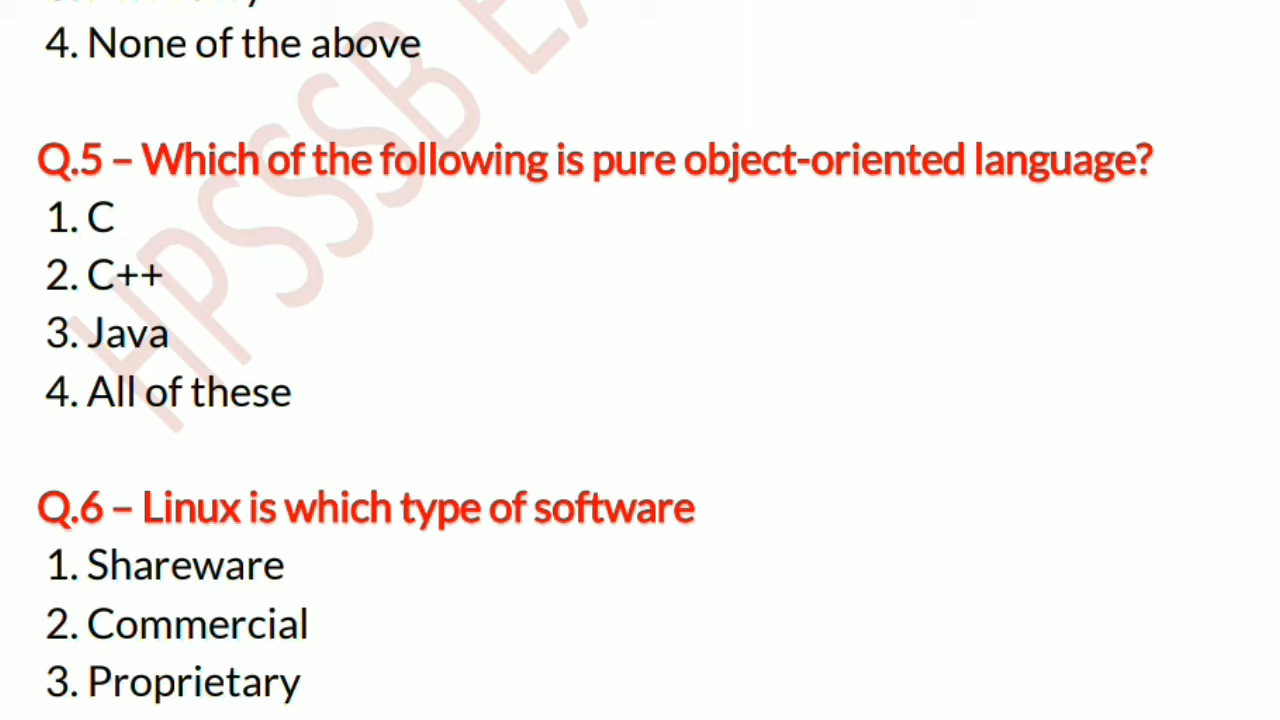 4. None of the above
Q.5 – Which of the following is pure object-oriented language?
1. C
2. C++
3. Java
4. All of these
Q.6 – Linux is which type of software
1. Shareware
2. Commercial
3. Proprietary
HPSSSB